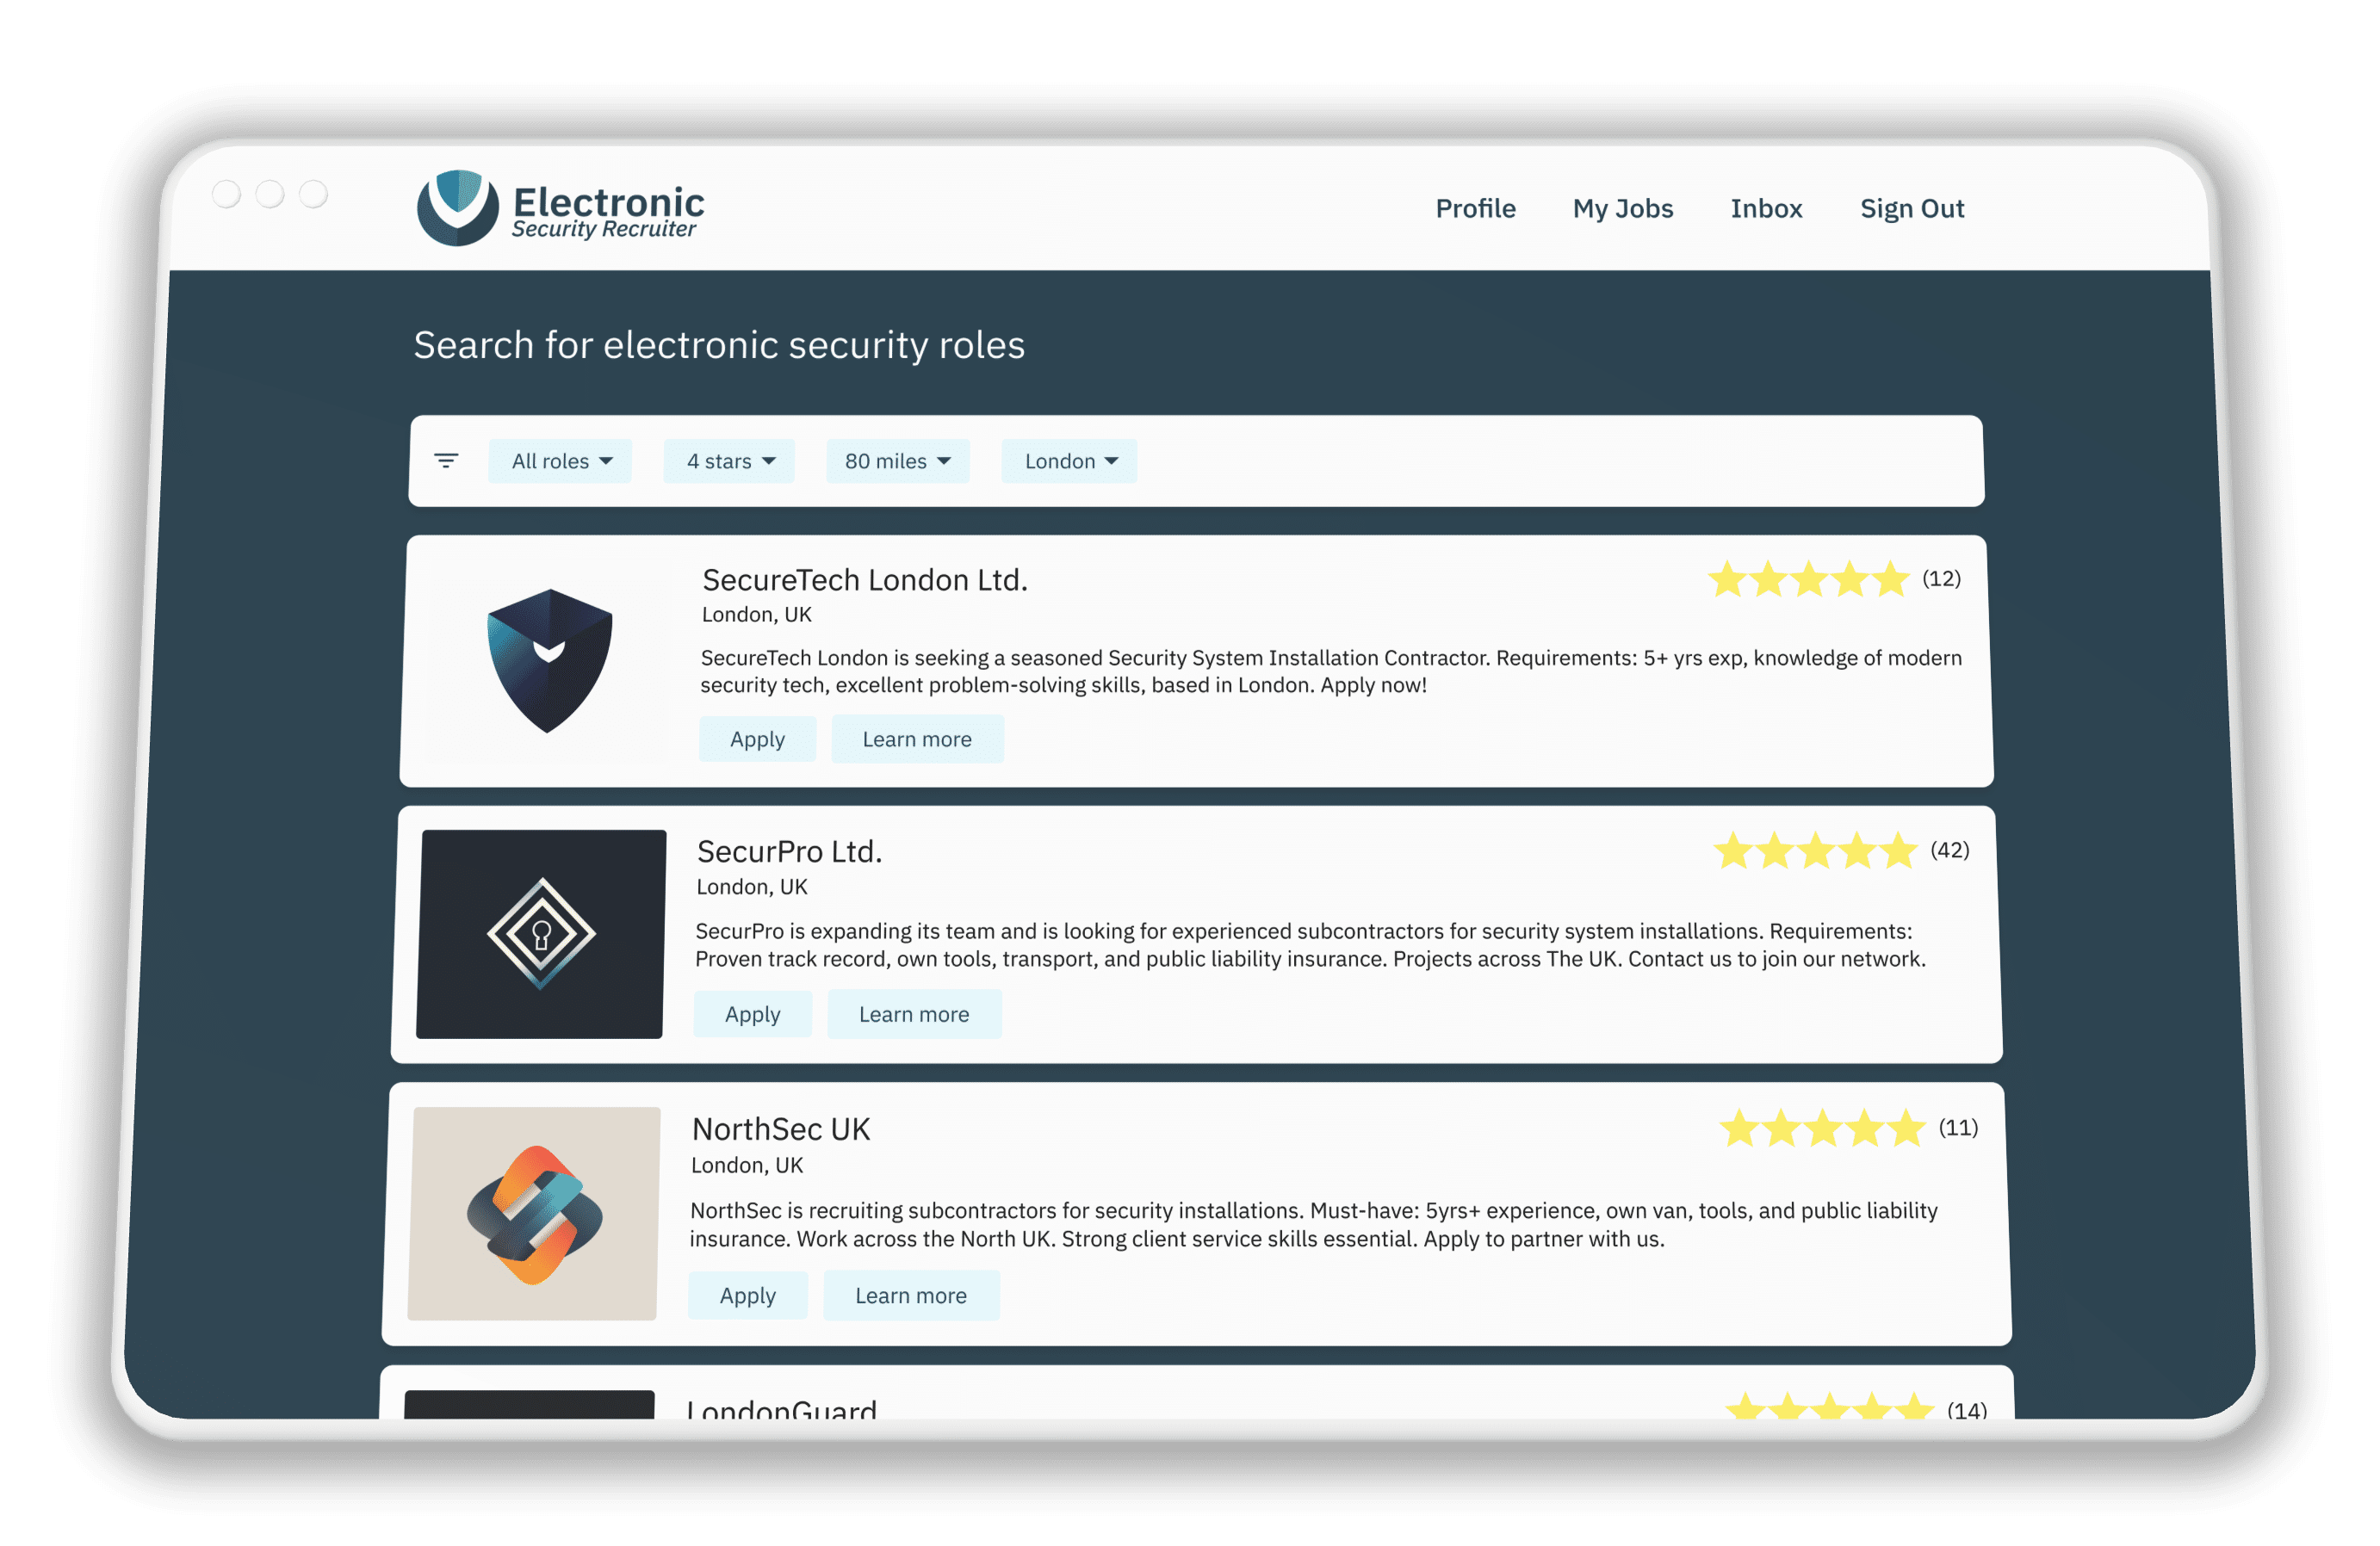 Electronic
Security Recruiter
Profile
My Jobs
Inbox
Sign Out
Search for electronic security roles
All roles
4 stars
80 miles
London
SecureTech London Ltd.
(12)
London, UK
SecureTech London is seeking a seasoned Security System Installation Contractor. Requirements: 5+ yrs exp, knowledge of modern
security tech, excellent problem-solving skills, based in London. Apply now!
Apply
Learn more
SecurPro Ltd.
(42)
London, UK
SecurPro is expanding its team and is looking for experienced subcontractors for security system installations. Requirements:
Proven track record, own tools, transport, and public liability insurance. Projects across The UK. Contact us to join our network.
Apply
Learn more
NorthSec UK
(11)
London, UK
NorthSec is recruiting subcontractors for security installations. Must-have: 5yrs+ experience, own van, tools, and public liability
insurance. Work across the North UK. Strong client service skills essential. Apply to partner with us.
Apply
Learn more
LondonGuard
(14)